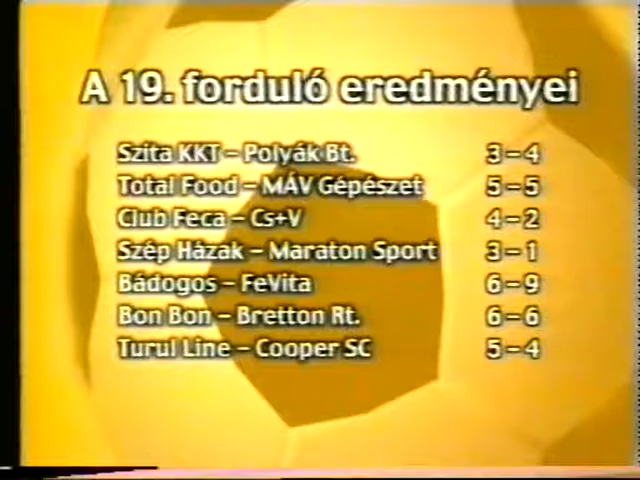 A 19. forduló eredményei
Szita KKT – Polyák Bt. 3 – 4
Total Food – MÁV Gépészet 5 – 5
Club Feca – Cs+V 4 – 2
Szép Házak – Maraton Sport 3 – 1
Bádogos – FeVita 6 – 9
Bon Bon – Bretton Rt. 6 – 6
Turul Line – Cooper SC 5 – 4